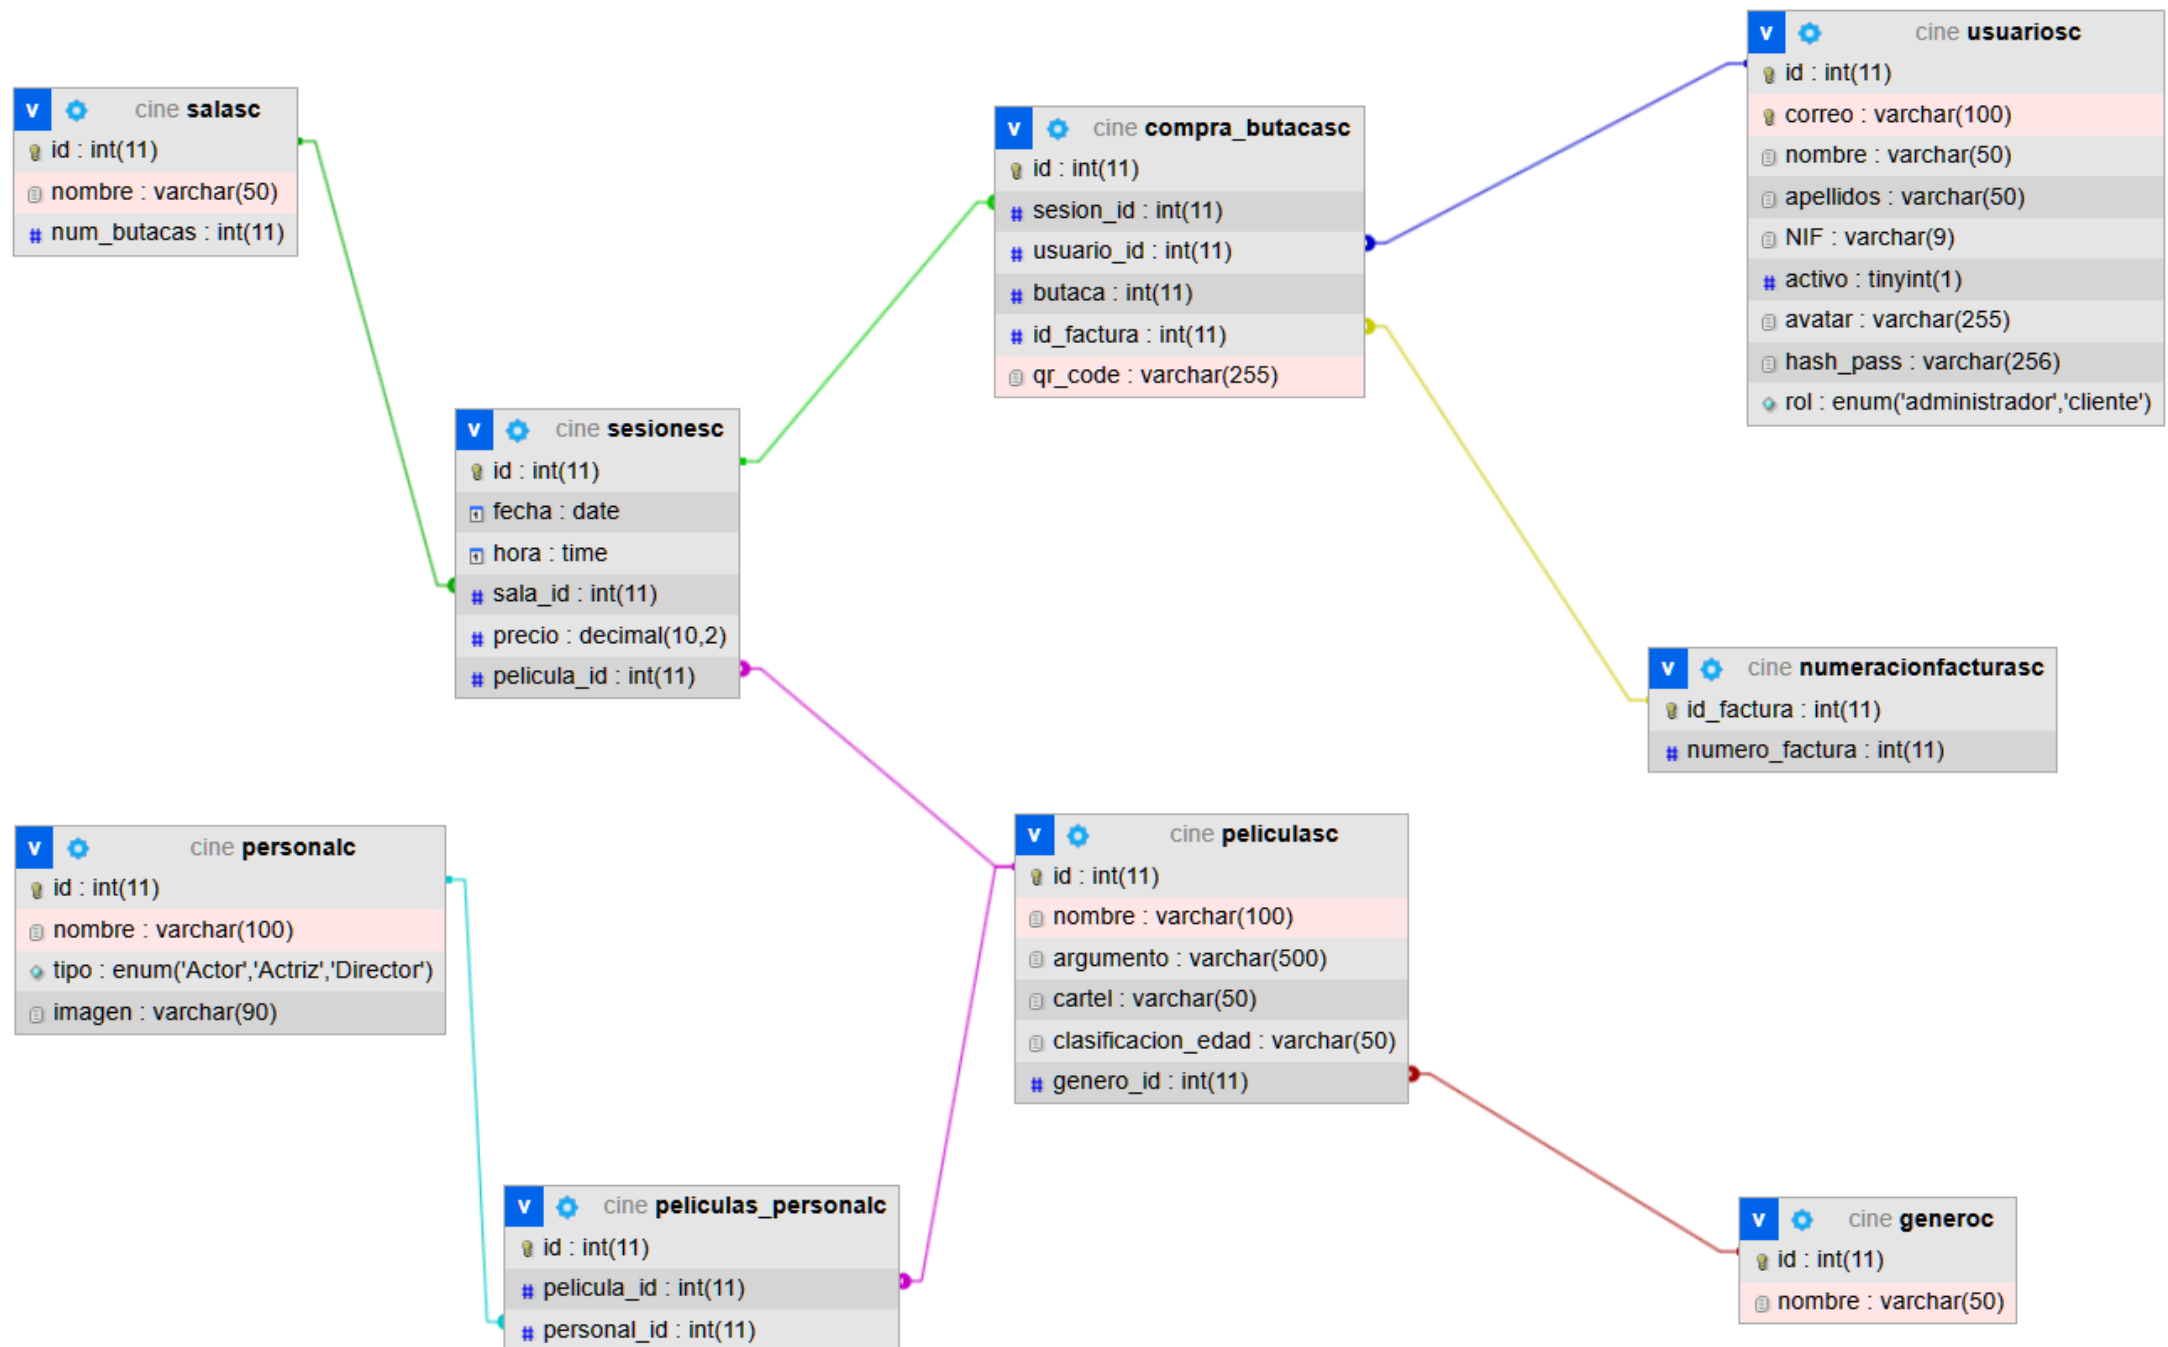 v cine salasc
id : int(11)
nombre : varchar(50)
num_butacas : int(11)
v cine compra_butacasc
id : int(11)
sesion_id : int(11)
usuario_id : int(11)
butaca : int(11)
id_factura : int(11)
qr_code : varchar(255)
v cine usuariosc
id : int(11)
correo : varchar(100)
nombre : varchar(50)
apellidos : varchar(50)
NIF : varchar(9)
activo : tinyint(1)
avatar : varchar(255)
hash_pass : varchar(256)
rol : enum('administrador','cliente')
v cine sesionesc
id : int(11)
fecha : date
hora : time
sala_id : int(11)
precio : decimal(10,2)
pelicula_id : int(11)
v cine numeracionfacturasc
id_factura : int(11)
numero_factura : int(11)
v cine personalc
id : int(11)
nombre : varchar(100)
tipo : enum('Actor','Actriz','Director')
imagen : varchar(90)
v cine peliculasc
id : int(11)
nombre : varchar(100)
argumento : varchar(500)
cartel : varchar(50)
clasificacion_edad : varchar(50)
genero_id : int(11)
v cine peliculas_personalc
id : int(11)
pelicula_id : int(11)
personal_id : int(11)
v cine generoc
id : int(11)
nombre : varchar(50)